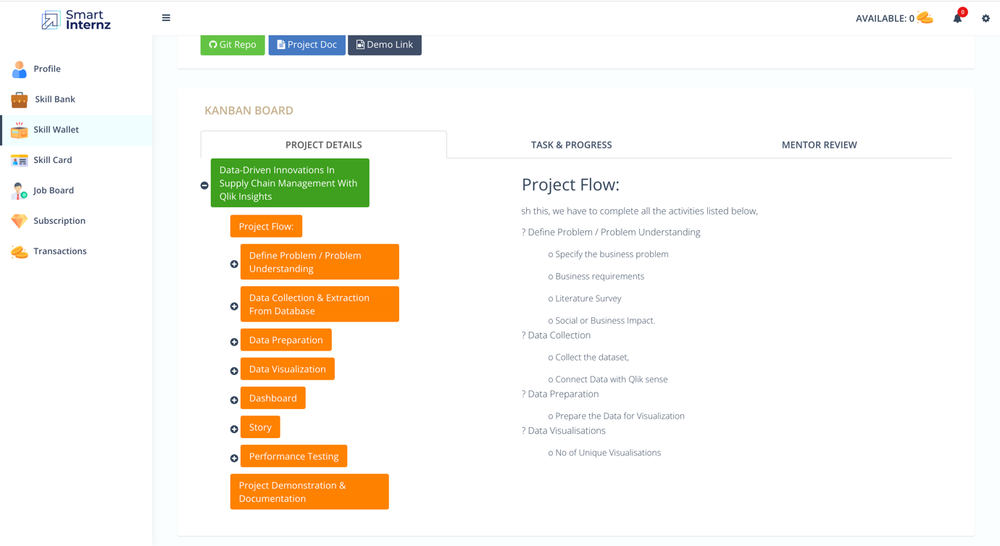 Smart
Internz
AVAILABLE: 0
0
Profile
Skill Bank
Skill Wallet
Skill Card
Job Board
Subscription
Transactions
Git Repo
Project Doc
Demo Link
KANBAN BOARD
PROJECT DETAILS
TASK & PROGRESS
MENTOR REVIEW
Data-Driven Innovations In
Supply Chain Management With
Qlik Insights
Project Flow:
Define Problem / Problem
Understanding
Data Collection & Extraction
From Database
Data Preparation
Data Visualization
Dashboard
Story
Performance Testing
Project Demonstration &
Documentation
Project Flow:
sh this, we have to complete all the activities listed below,
? Define Problem / Problem Understanding
o Specify the business problem
o Business requirements
o Literature Survey
o Social or Business Impact.
? Data Collection
o Collect the dataset,
o Connect Data with Qlik sense
? Data Preparation
o Prepare the Data for Visualization
? Data Visualisations
o No of Unique Visualisations